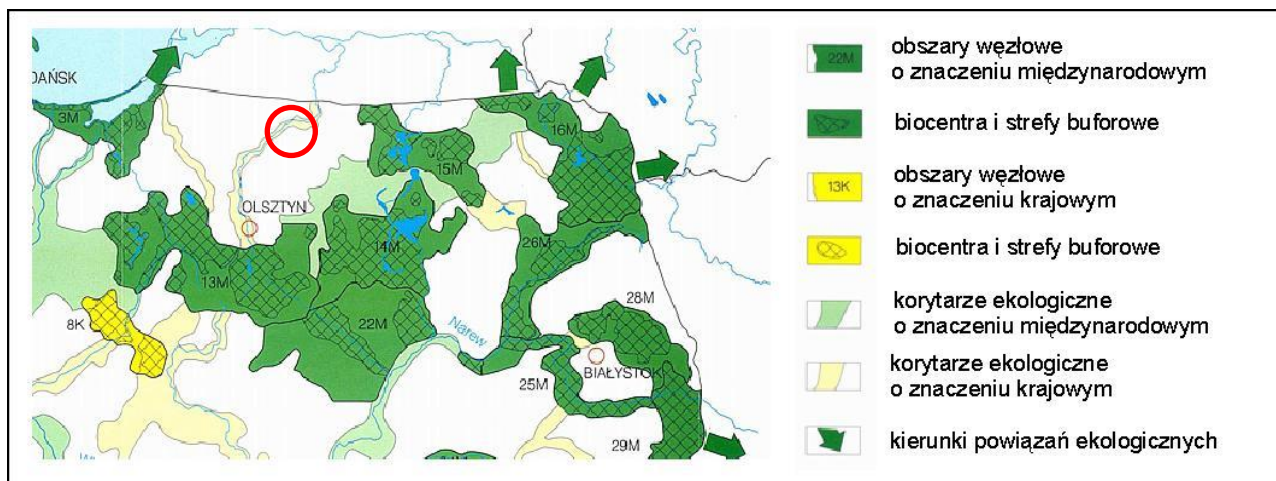 DAŃSK
3M
16M
15M
OLSZTYN
14M
26M
13M
28M
22M
8K
Narew
BIAŁYSTOK
25M
29M
22M
obszary węzłowe
o znaczeniu międzynarodowym
biocentra i strefy buforowe
13K
obszary węzłowe
o znaczeniu krajowym
biocentra i strefy buforowe
korytarze ekologiczne
o znaczeniu międzynarodowym
korytarze ekologiczne
o znaczeniu krajowym
kierunki powiązań ekologicznych